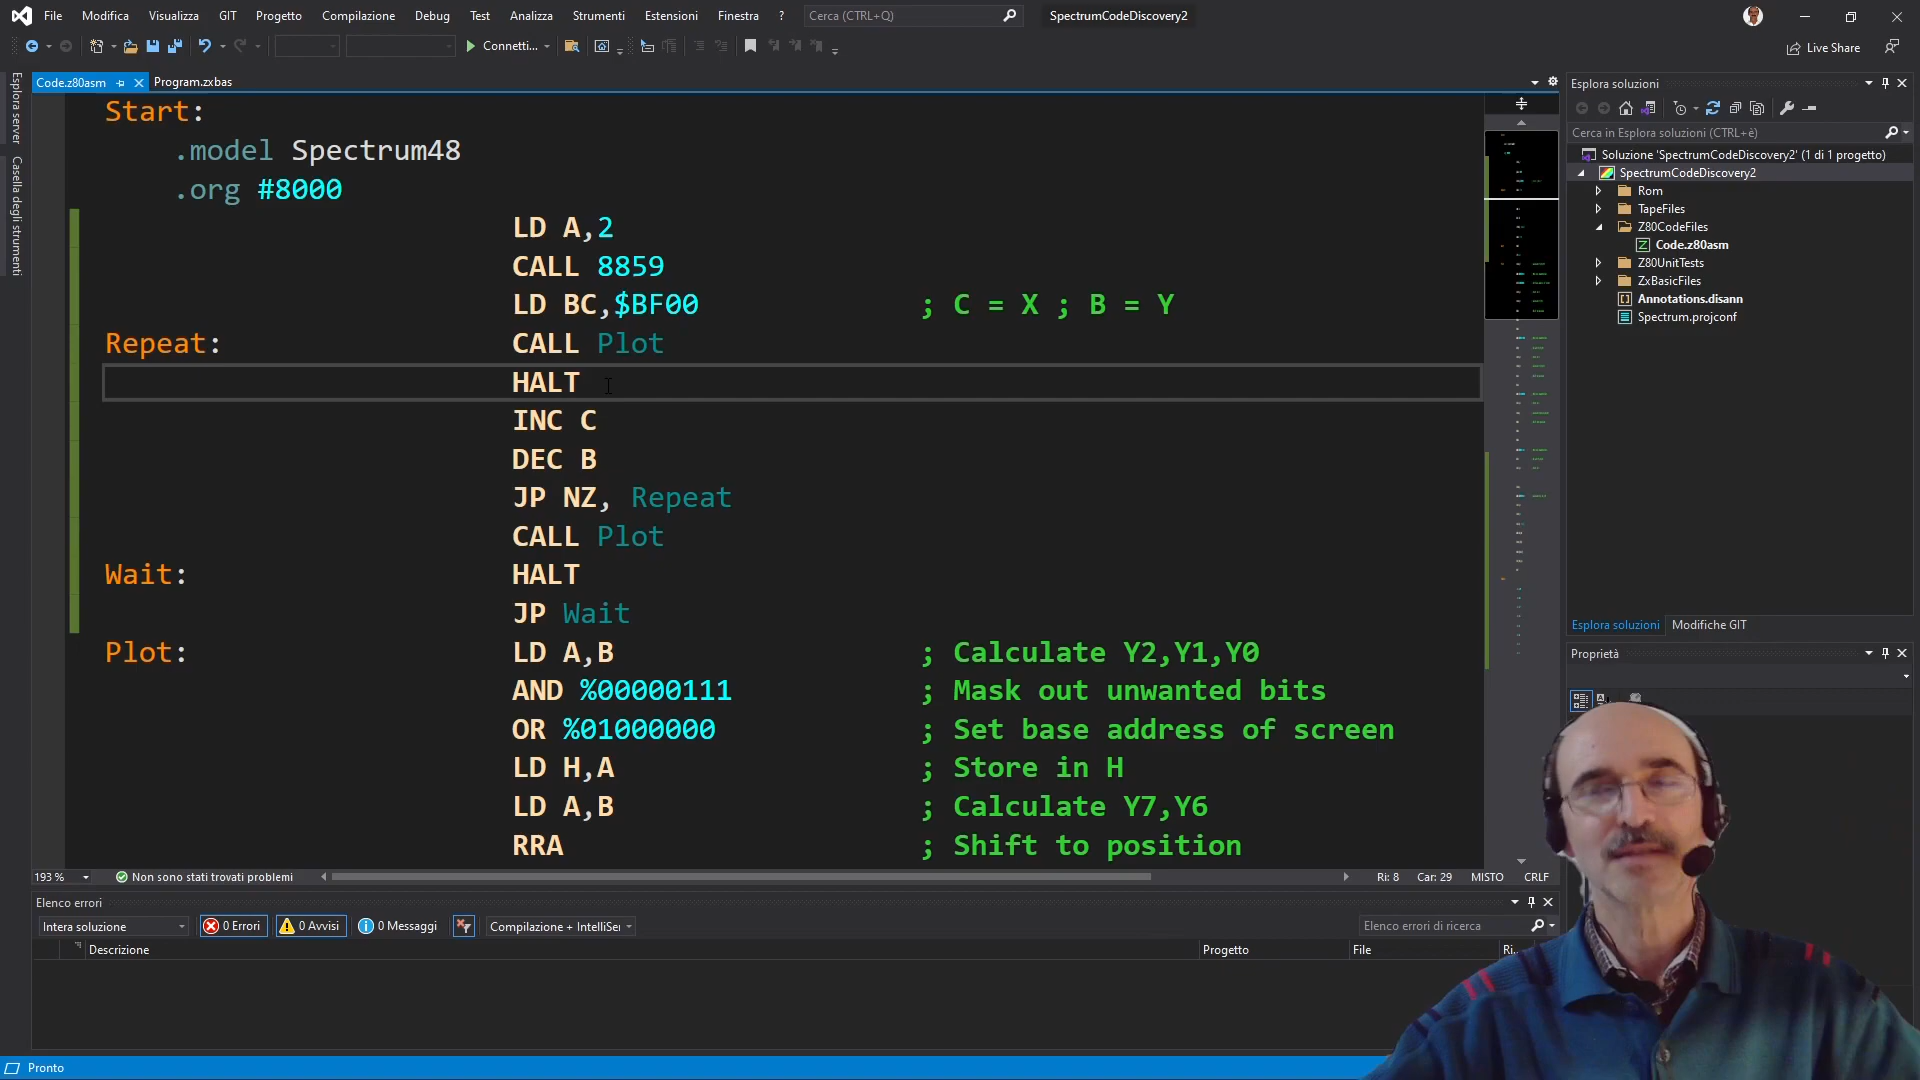 File Modifica Visualizza GIT Progetto Compilazione Debug Test Analizza Strumenti Estensioni Finestra ? Cerca (CTRL+Q) SpectrumCodeDiscovery2
Connetti... Live Share
Esplora server
Casella degli strumenti
Code.z80asm Program.zxbas
Start:
.model Spectrum48
.org #8000
LD A,2
CALL 8859
LD BC,$BF00 ; C = X ; B = Y
Repeat: CALL Plot
HALT
INC C
DEC B
JP NZ, Repeat
CALL Plot
Wait: HALT
JP Wait
Plot: LD A,B ; Calculate Y2,Y1,Y0
AND %00000111 ; Mask out unwanted bits
OR %01000000 ; Set base address of screen
LD H,A ; Store in H
LD A,B ; Calculate Y7,Y6
RRA ; Shift to position
193 % Non sono stati trovati problemi Ri: 8 Car: 29 MISTO CRLF
Elenco errori
Intera soluzione 0 Errori 0 Avvisi 0 Messaggi Compilazione + IntelliSe Elenco errori di ricerca
Descrizione Progetto File Ri...
Pronto
Esplora soluzioni
Cerca in Esplora soluzioni (CTRL+è)
Soluzione 'SpectrumCodeDiscovery2' (1 di 1 progetto)
SpectrumCodeDiscovery2
Rom
TapeFiles
Z80CodeFiles
Code.z80asm
Z80UnitTests
ZxBasicFiles
Annotations.disann
Spectrum.projconf
Esplora soluzioni Modifiche GIT
Proprietà